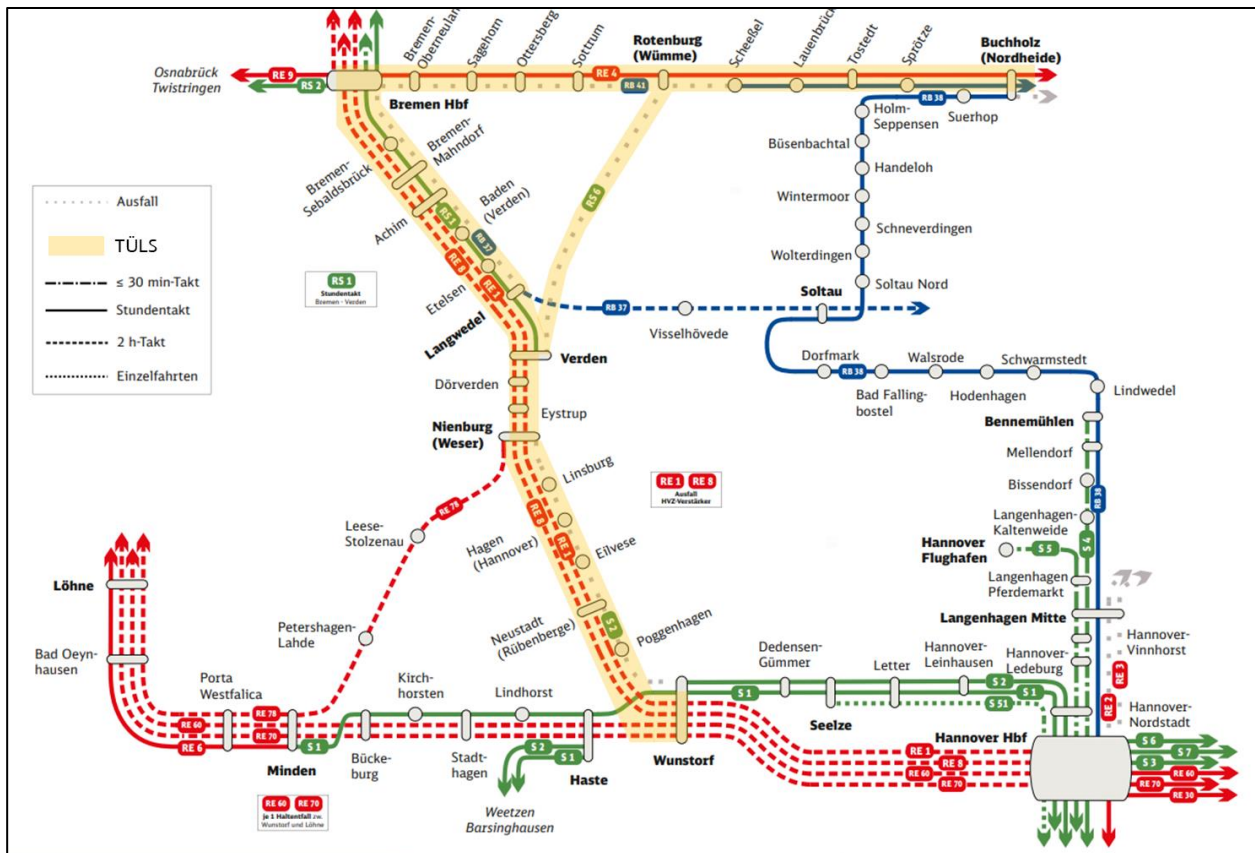 Osnabrück
Twistringen
RE 9
RS 2
Bremen Hbf
Bremen-
Oberneuland
Sagehorn
Ottersberg
Sottrum
RE 4
RB 41
Rotenburg
(Wümme)
Scheeßel
Lauenbrück
Tostedt
Sprötze
Buchholz
(Nordheide)
RB 38
Suerhop
Holm-
Seppensen
Büsenbachtal
Handeloh
Wintermoor
Schneverdingen
Wolterdingen
Soltau Nord
Soltau
Bremen-
Mahndorf
Bremen-
Sebaldsbrück
Achim
RS 1
Baden
(Verden)
RB 37
RE 8
RE 1
Etelsen
Langwedel
RS 6
RB 37
Visselhövede
Verden
Dörverden
Eystrup
Nienburg
(Weser)
Ausfall
TÜLS
≤ 30 min-Takt
Stundentakt
2 h-Takt
Einzelfahrten
RS 1
Stundentakt
Bremen - Verden
Dorfmark
RB 38
Bad Falling-
bostel
Walsrode
Hodenhagen
Schwarmstedt
Lindwedel
Bennemühlen
Mellendorf
Bissendorf
RB 38
Langenhagen-
Kaltenweide
S 4
Hannover
Flughafen
S 5
Langenhagen
Pferdemarkt
Langenhagen Mitte
Hannover-
Vinnhorst
RE 3
RE 2
Hannover-
Ledeburg
Hannover-
Nordstadt
RE 1 RE 8
Ausfall
HVZ-Verstärker
Linsburg
RE 8
RE 1
Hagen
(Hannover)
Eilvese
Neustadt
(Rübenberge)
S 2
Poggenhagen
RE 78
Leese-
Stolzenau
Petershagen-
Lahde
Löhne
Bad Oeyn-
hausen
Porta
Westfalica
RE 78
RE 60
RE 70
RE 6
Minden
S 1
Kirch-
horsten
Bücke-
burg
Stadt-
hagen
Lindhorst
S 2
S 1
Haste
Weetzen
Barsinghausen
Wunstorf
S 1
Dedensen-
Gümmer
Seelze
Letter
Hannover-
Leinhausen
S 2
S 1
S 51
RE 1
RE 8
RE 60
RE 70
Hannover Hbf
S 6
S 7
S 3
RE 60
RE 70
RE 30
RE 60 RE 70
je 1 Haltentfall zw.
Wunstorf und Löhne